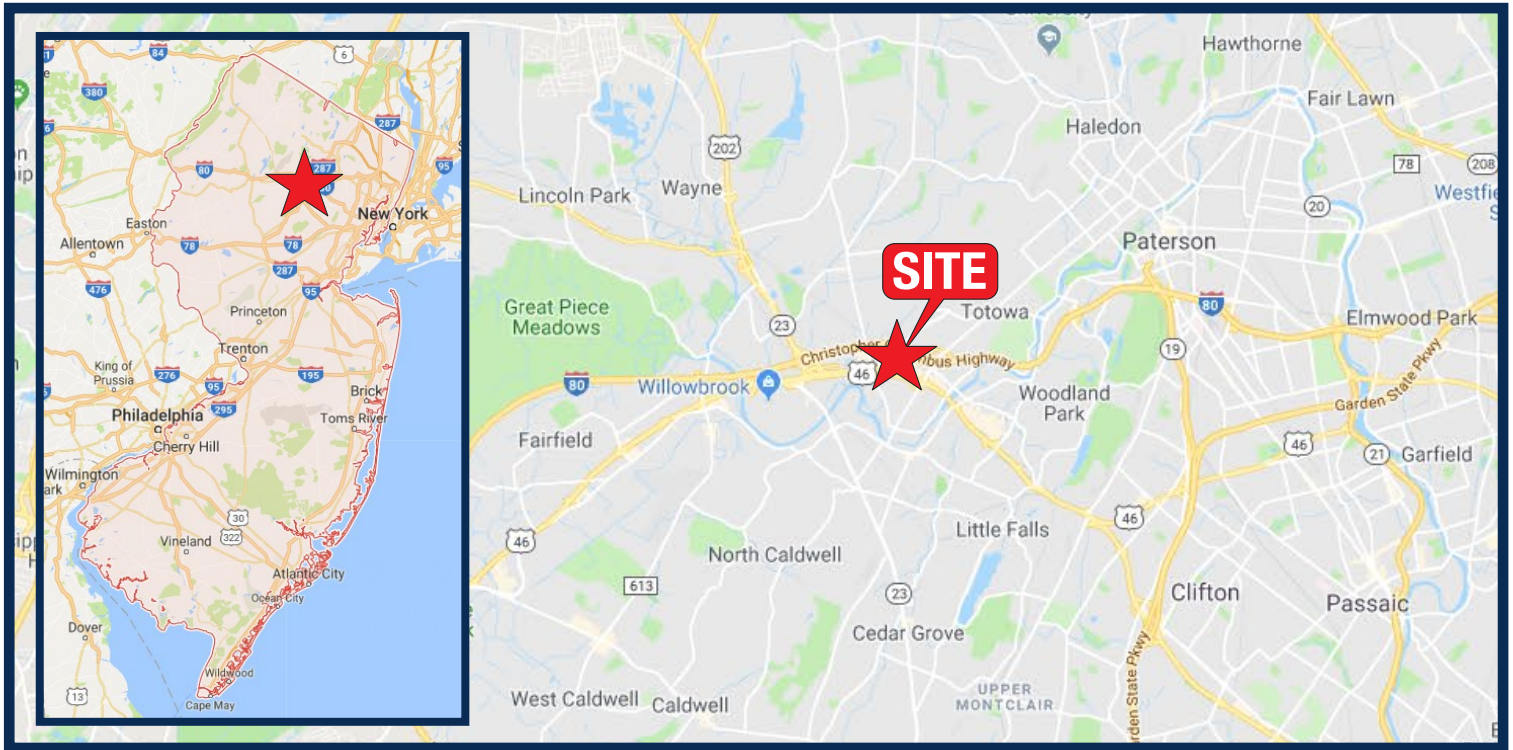 84
6
380
287
80
287
95
New York
Easton
Allentown
78
78
287
476
95
Princeton
Trenton
King of
Prussia
276
195
95
295
Brick
Philadelphia
Toms River
Cherry Hill
Wilmington
30
322
Vineland
Atlantic City
Ocean City
Dover
Wildwood
13
Cape May
Hawthorne
Fair Lawn
202
Haledon
78
208
Lincoln Park
Wayne
20
Paterson
SITE
Great Piece
Meadows
80
Totowa
23
Elmwood Park
19
46
80
Willowbrook
Woodland
Park
Garden State Pkwy
Fairfield
46
21
Garfield
46
46
Little Falls
North Caldwell
613
23
Clifton
Passaic
Cedar Grove
West Caldwell
Caldwell
UPPER
MONTCLAIR